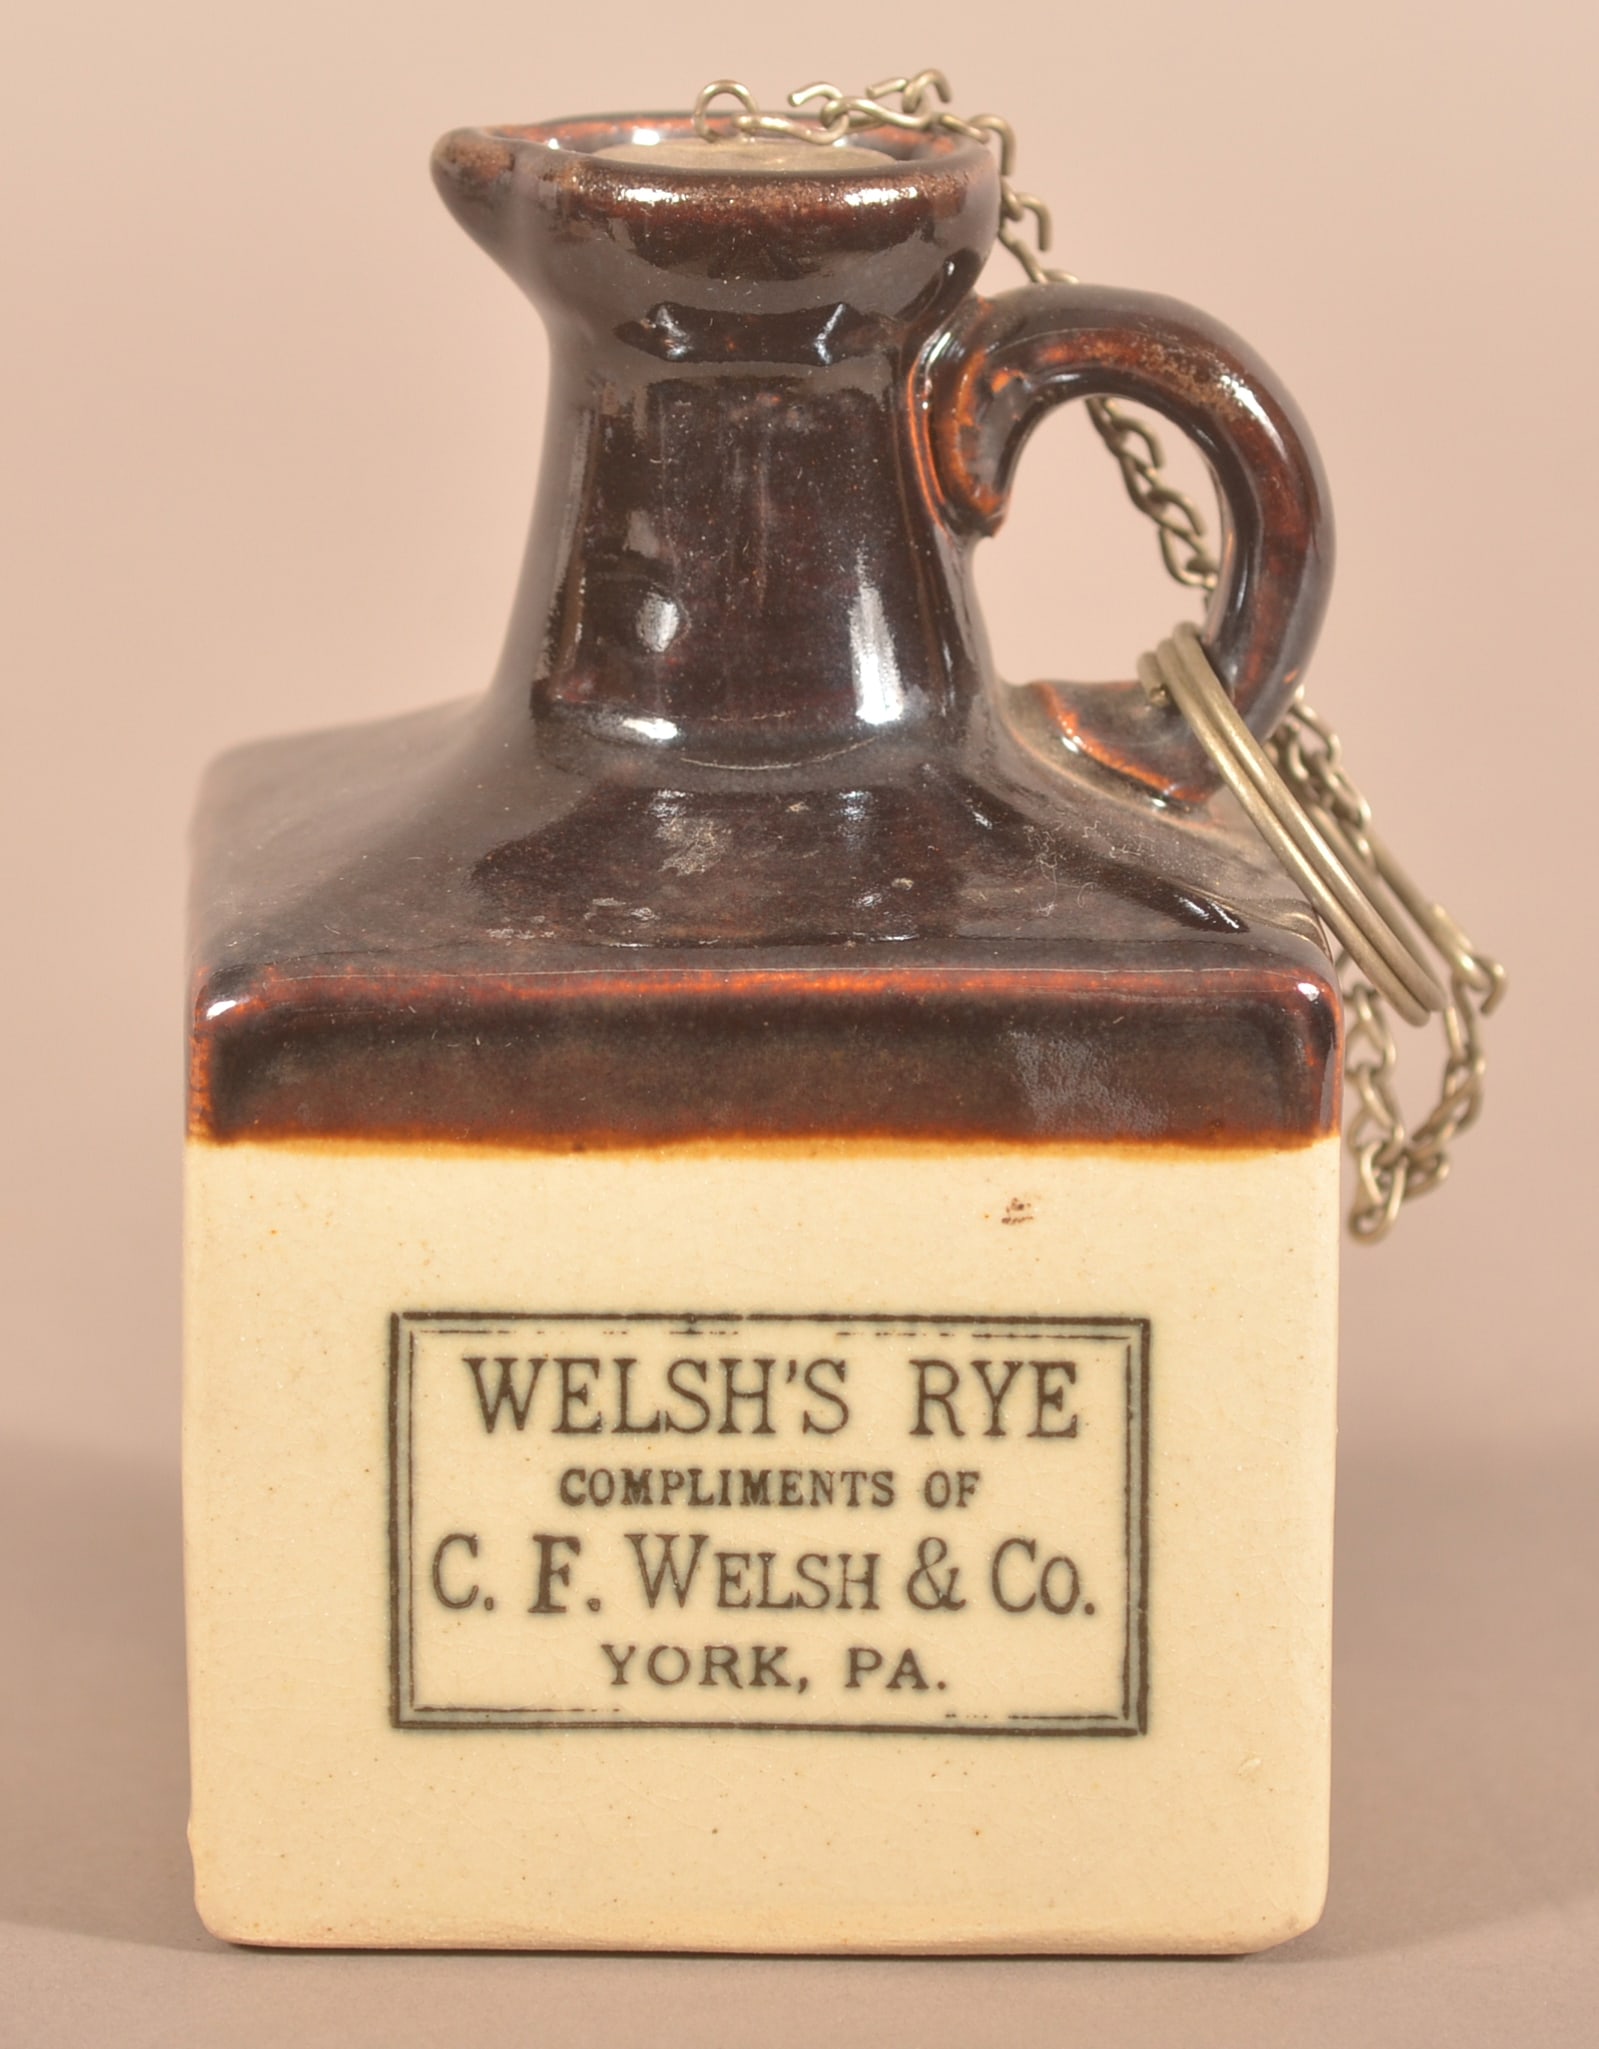 WELSH'S RYE
COMPLIMENTS OF
C. F. WELSH & CO.
YORK, PA.